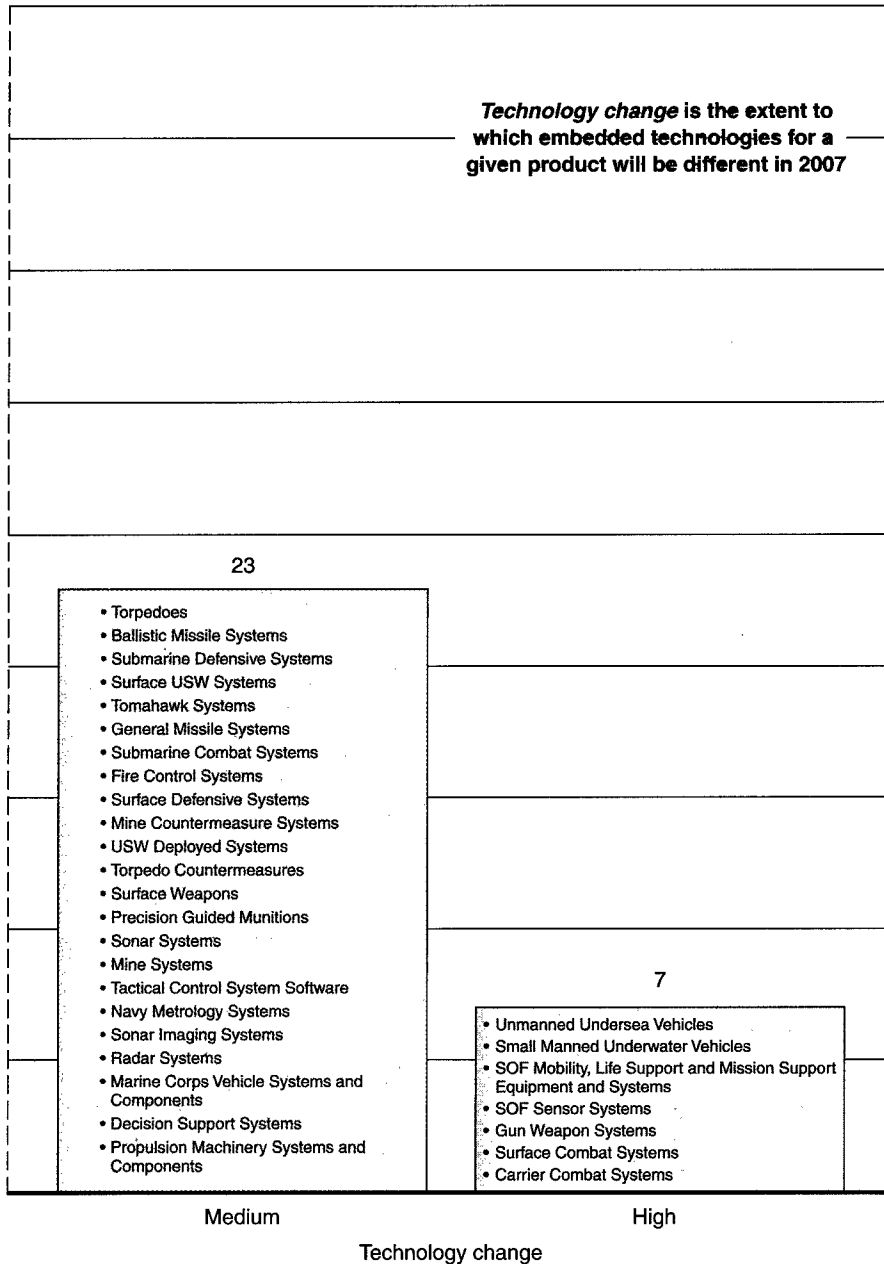 Technology change is the extent to
which embedded technologies for a
given product will be different in 2007
23
• Torpedoes
• Ballistic Missile Systems
• Submarine Defensive Systems
• Surface USW Systems
• Tomahawk Systems
• General Missile Systems
• Submarine Combat Systems
• Fire Control Systems
• Surface Defensive Systems
• Mine Countermeasure Systems
• USW Deployed Systems
• Torpedo Countermeasures
• Surface Weapons
• Precision Guided Munitions
• Sonar Systems
• Mine Systems
• Tactical Control System Software
• Navy Metrology Systems
• Sonar Imaging Systems
• Radar Systems
• Marine Corps Vehicle Systems and
Components
• Decision Support Systems
• Propulsion Machinery Systems and
Components
7
• Unmanned Undersea Vehicles
• Small Manned Underwater Vehicles
• SOF Mobility, Life Support and Mission Support
Equipment and Systems
• SOF Sensor Systems
• Gun Weapon Systems
• Surface Combat Systems
• Carrier Combat Systems
Medium
High
Technology change